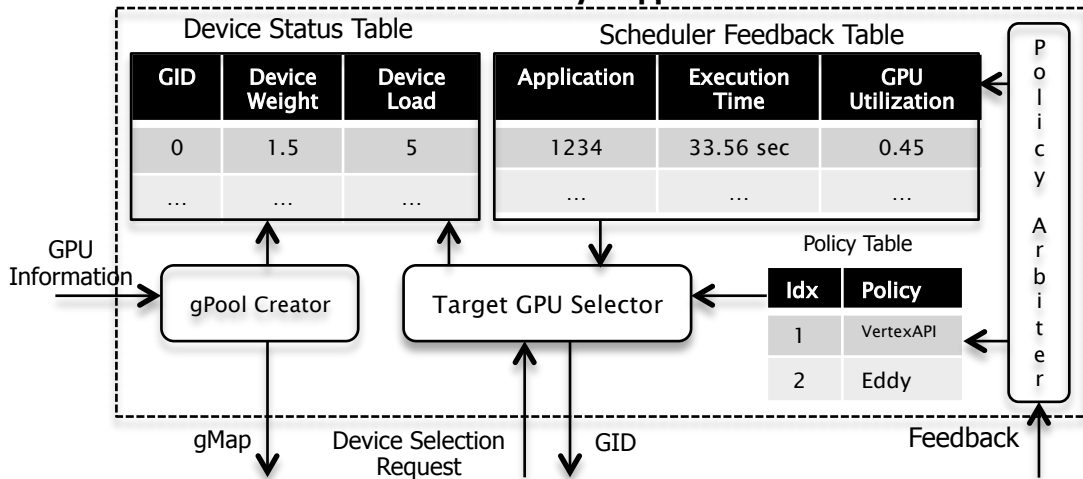 Device Status Table
GID Device Weight Device Load
0 1.5 5
... ... ...
Scheduler Feedback Table
Application Execution Time GPU Utilization
1234 33.56 sec 0.45
... ... ...
Policy Arbiter
GPU
Information
gPool Creator
Target GPU Selector
Policy Table
Idx Policy
1 VertexAPI
2 Eddy
gMap
Device Selection
Request
GID
Feedback